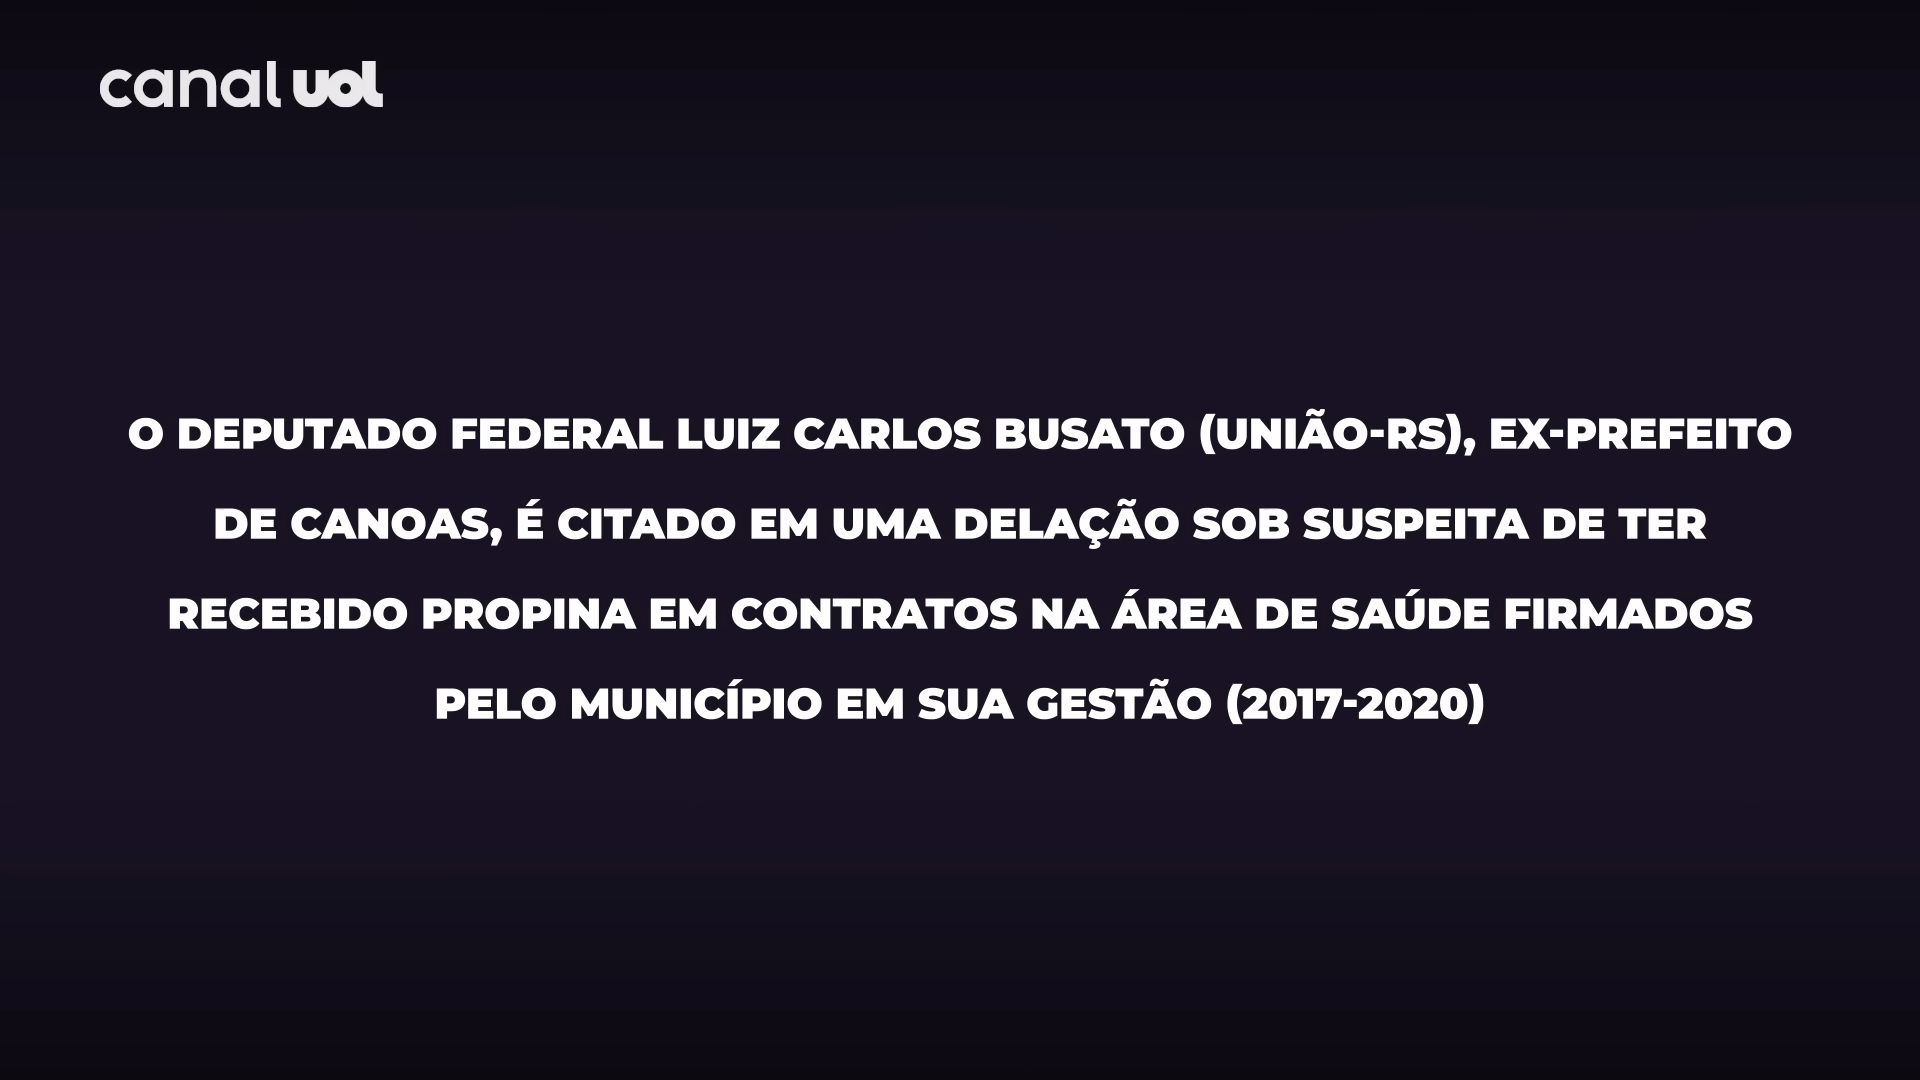 canal uol
O DEPUTADO FEDERAL LUIZ CARLOS BUSATO (UNIÃO-RS), EX-PREFEITO
DE CANOAS, É CITADO EM UMA DELAÇÃO SOB SUSPEITA DE TER
RECEBIDO PROPINA EM CONTRATOS NA ÁREA DE SAÚDE FIRMADOS
PELO MUNICÍPIO EM SUA GESTÃO (2017-2020)